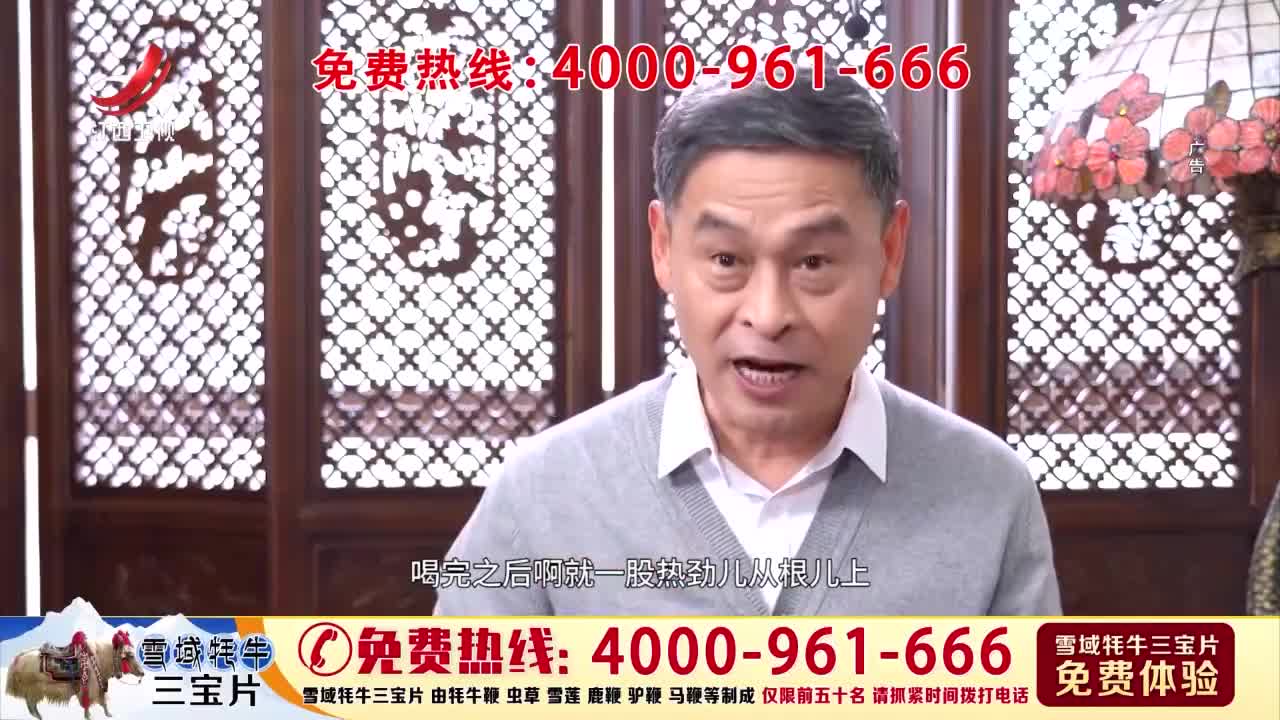 免费热线：4000-961-666
江西卫视
广告
喝完之后啊就一股热劲儿从根儿上
雪域牦牛
三宝片
免费热线：4000-961-666
雪域牦牛三宝片 由牦牛鞭 虫草 雪莲 鹿鞭 驴鞭 马鞭等制成 仅限前五十名 请抓紧时间拨打电话
雪域牦牛三宝片
免费体验